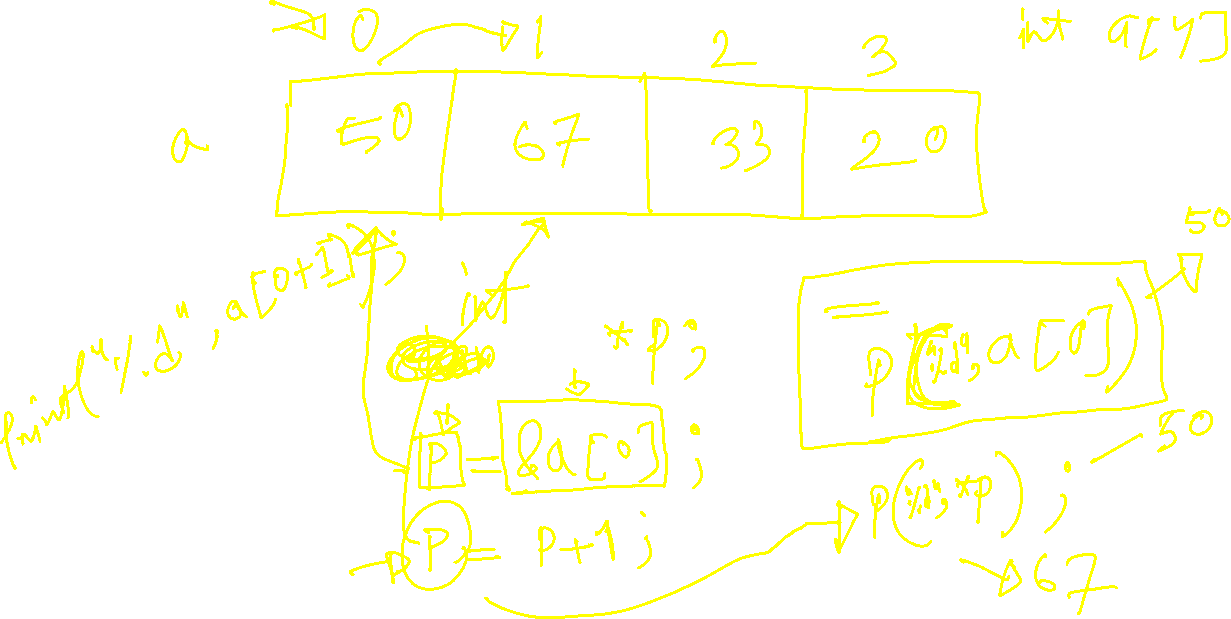 0 1 2 3 int a[4]
a 50 67 33 20
50
print("%d", a[0+1]);
int *p;
p("%d", a[0])
p = &a[0];
50
p("%d", *p);
p = p+1;
67